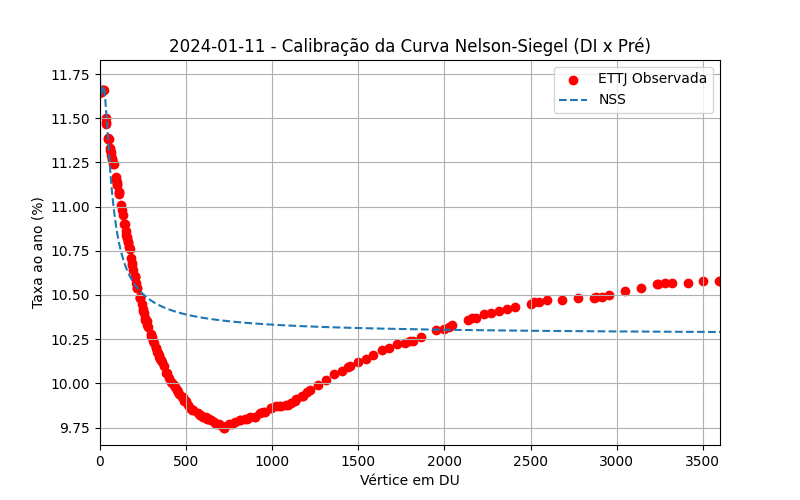 2024-01-11 - Calibração da Curva Nelson-Siegel (DI x Pré)
ETTJ Observada
NSS
Taxa ao ano (%)
11.75
11.50
11.25
11.00
10.75
10.50
10.25
10.00
9.75
0 500 1000 1500 2000 2500 3000 3500
Vértice em DU